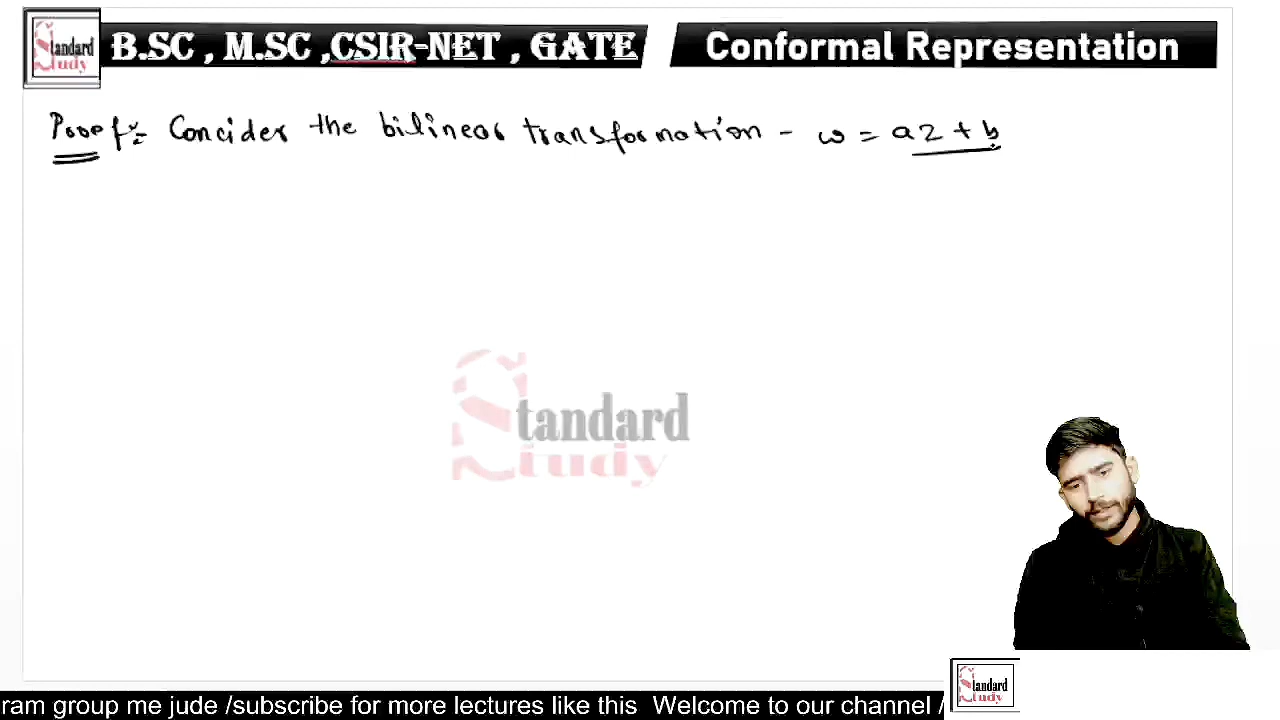 Standard Study
B.SC , M.SC ,CSIR-NET , GATE
Conformal Representation
Proof:- Concider the bilinear transformation - w = az + b
Standard
Study
ram group me jude /subscribe for more lectures like this Welcome to our channel /
Standard Study